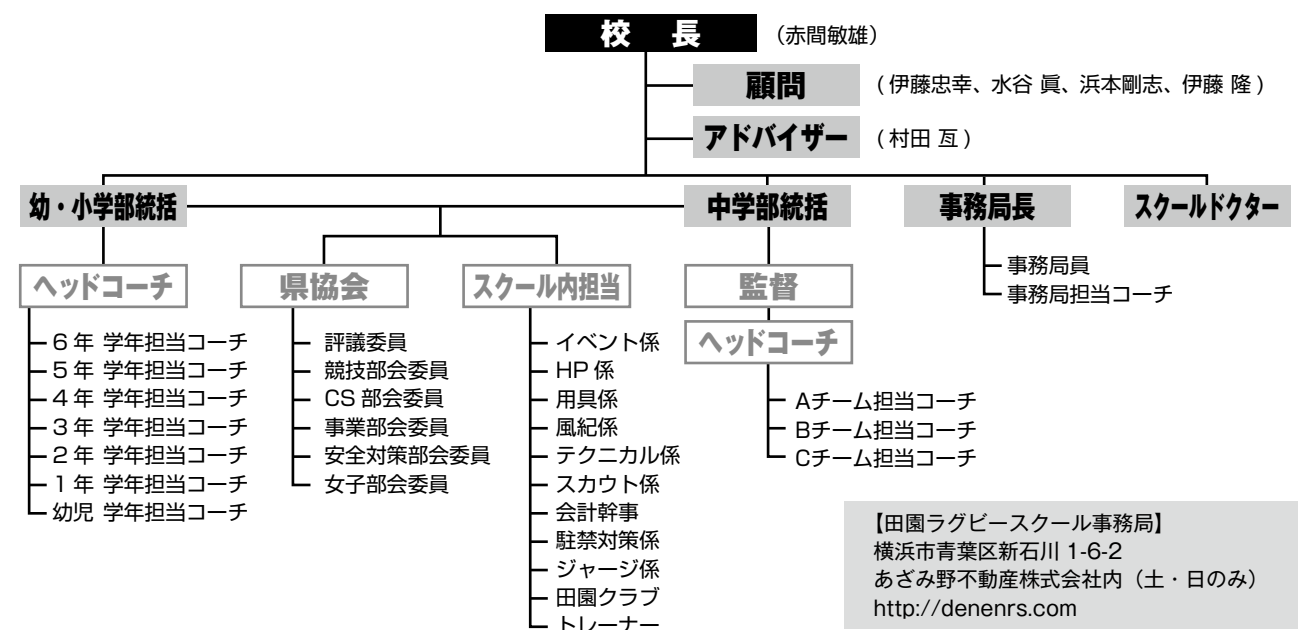 校 長 （赤間敏雄）
顧問 ( 伊藤忠幸、水谷 眞、浜本剛志、伊藤 隆 )
アドバイザー ( 村田 亙 )
幼・小学部統括
中学部統括
事務局長
スクールドクター
ヘッドコーチ
6 年 学年担当コーチ
5 年 学年担当コーチ
4 年 学年担当コーチ
3 年 学年担当コーチ
2 年 学年担当コーチ
1 年 学年担当コーチ
幼児 学年担当コーチ
県協会
評議委員
競技部会委員
CS 部会委員
事業部会委員
安全対策部会委員
女子部会委員
スクール内担当
イベント係
HP 係
用具係
風紀係
テクニカル係
スカウト係
会計幹事
駐禁対策係
ジャージ係
田園クラブ
トレーナー
監督
ヘッドコーチ
Aチーム担当コーチ
Bチーム担当コーチ
Cチーム担当コーチ
事務局員
事務局担当コーチ
【田園ラグビースクール事務局】
横浜市青葉区新石川 1-6-2
あざみ野不動産株式会社内（土・日のみ）
http://denenrs.com